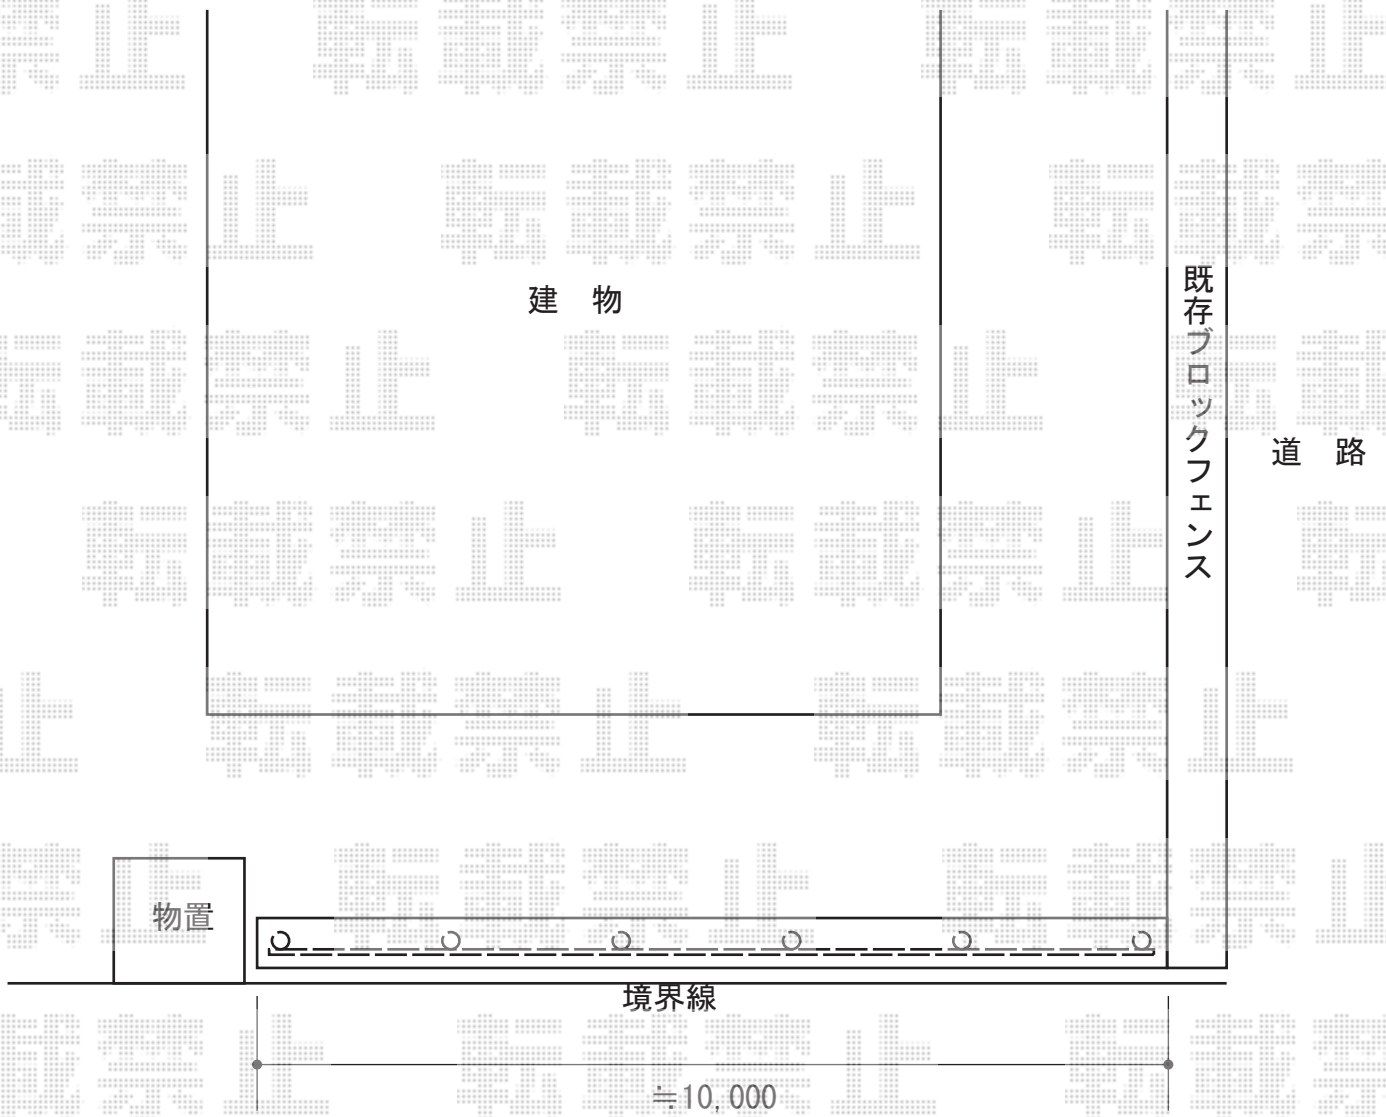 転載禁止
建 物
既存ブロックフェンス
道 路
物置
境界線
≒10,000